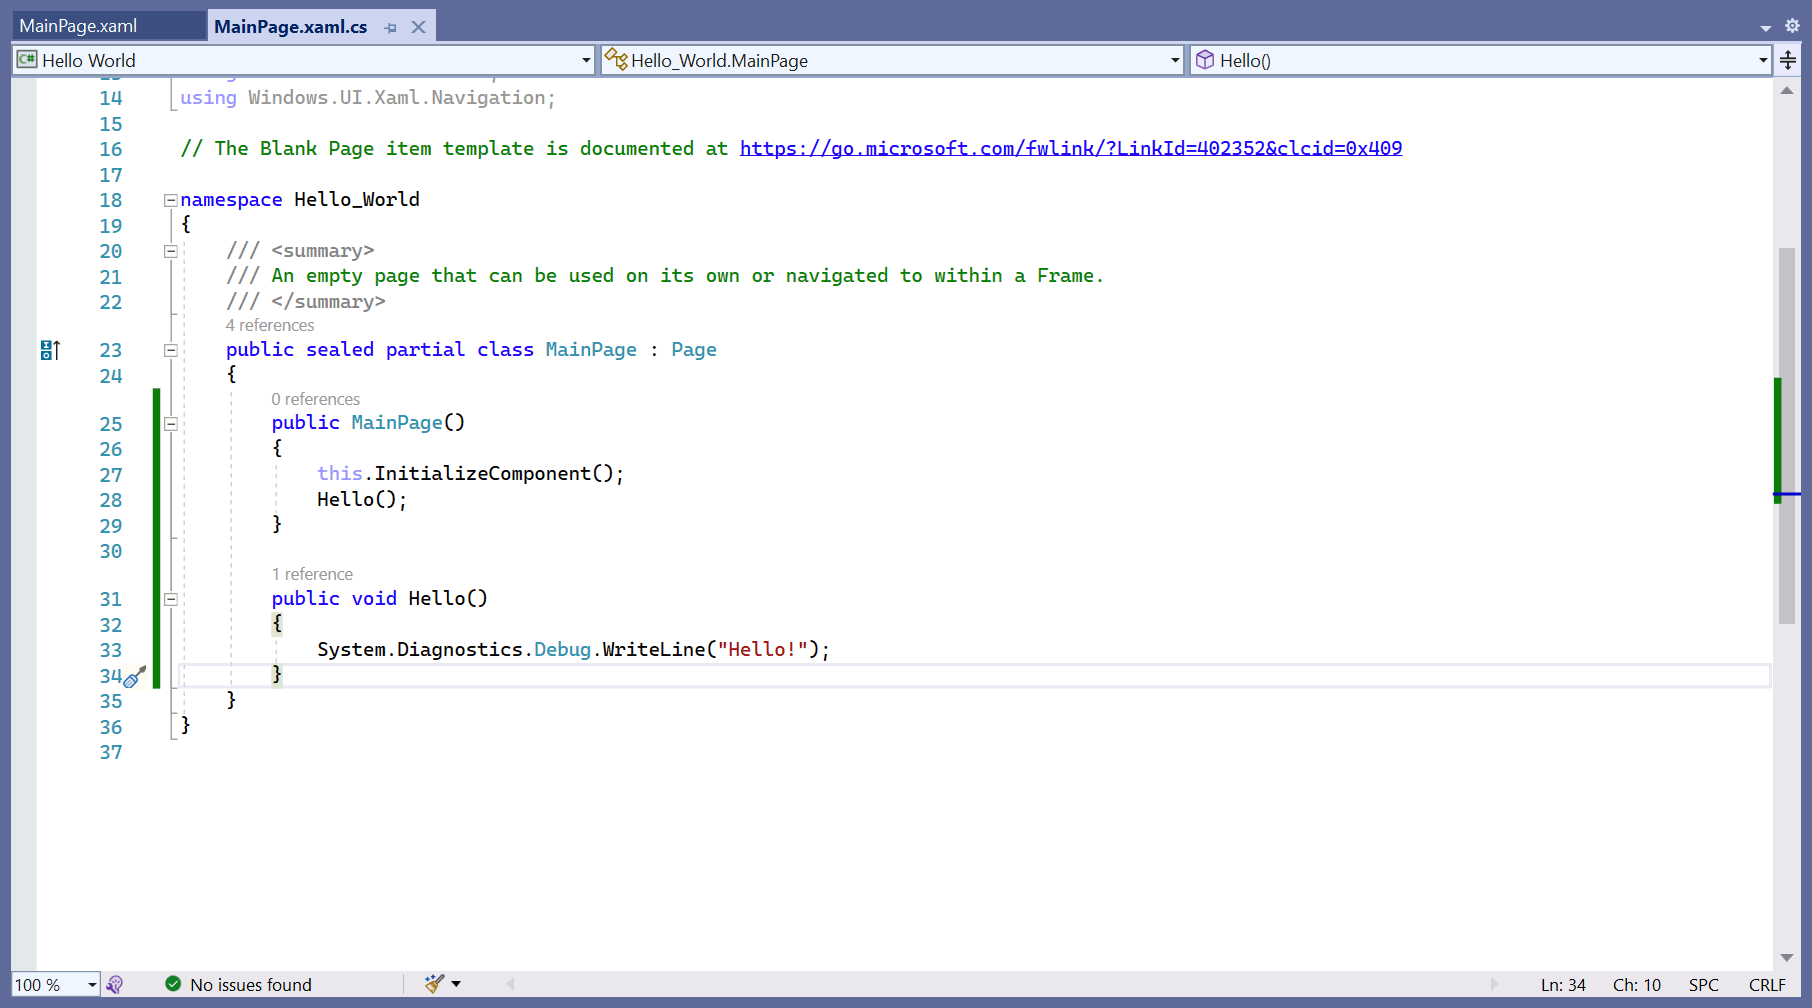 MainPage.xaml MainPage.xaml.cs
C# Hello World Hello_World.MainPage Hello()
14 using Windows.UI.Xaml.Navigation;
15
16 // The Blank Page item template is documented at https://go.microsoft.com/fwlink/?LinkId=402352&clcid=0x409
17
18 namespace Hello_World
19 {
20 /// <summary>
21 /// An empty page that can be used on its own or navigated to within a Frame.
22 /// </summary>
4 references
23 public sealed partial class MainPage : Page
24 {
0 references
25 public MainPage()
26 {
27 this.InitializeComponent();
28 Hello();
29 }
30
1 reference
31 public void Hello()
32 {
33 System.Diagnostics.Debug.WriteLine("Hello!");
34 }
35 }
36 }
37
100 % No issues found Ln: 34 Ch: 10 SPC CRLF